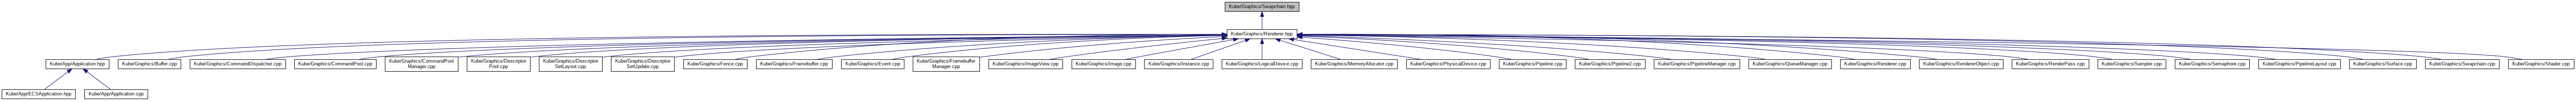 Kube/Graphics/Swapchain.hpp
Kube/Graphics/Renderer.hpp
Kube/App/Application.hpp
Kube/Graphics/Buffer.cpp
Kube/Graphics/CommandDispatcher.cpp
Kube/Graphics/CommandPool.cpp
Kube/Graphics/CommandPool
Manager.cpp
Kube/Graphics/Descriptor
Pool.cpp
Kube/Graphics/Descriptor
SetLayout.cpp
Kube/Graphics/Descriptor
SetUpdate.cpp
Kube/Graphics/Fence.cpp
Kube/Graphics/Framebuffer.cpp
Kube/Graphics/Event.cpp
Kube/Graphics/Framebuffer
Manager.cpp
Kube/Graphics/ImageView.cpp
Kube/Graphics/Image.cpp
Kube/Graphics/Instance.cpp
Kube/Graphics/LogicalDevice.cpp
Kube/Graphics/MemoryAllocator.cpp
Kube/Graphics/PhysicalDevice.cpp
Kube/Graphics/Pipeline.cpp
Kube/Graphics/Pipeline2.cpp
Kube/Graphics/PipelineManager.cpp
Kube/Graphics/QueueManager.cpp
Kube/Graphics/Renderer.cpp
Kube/Graphics/RendererObject.cpp
Kube/Graphics/RenderPass.cpp
Kube/Graphics/Sampler.cpp
Kube/Graphics/Semaphore.cpp
Kube/Graphics/PipelineLayout.cpp
Kube/Graphics/Surface.cpp
Kube/Graphics/Swapchain.cpp
Kube/Graphics/Shader.cpp
Kube/App/ECSApplication.hpp
Kube/App/Application.cpp